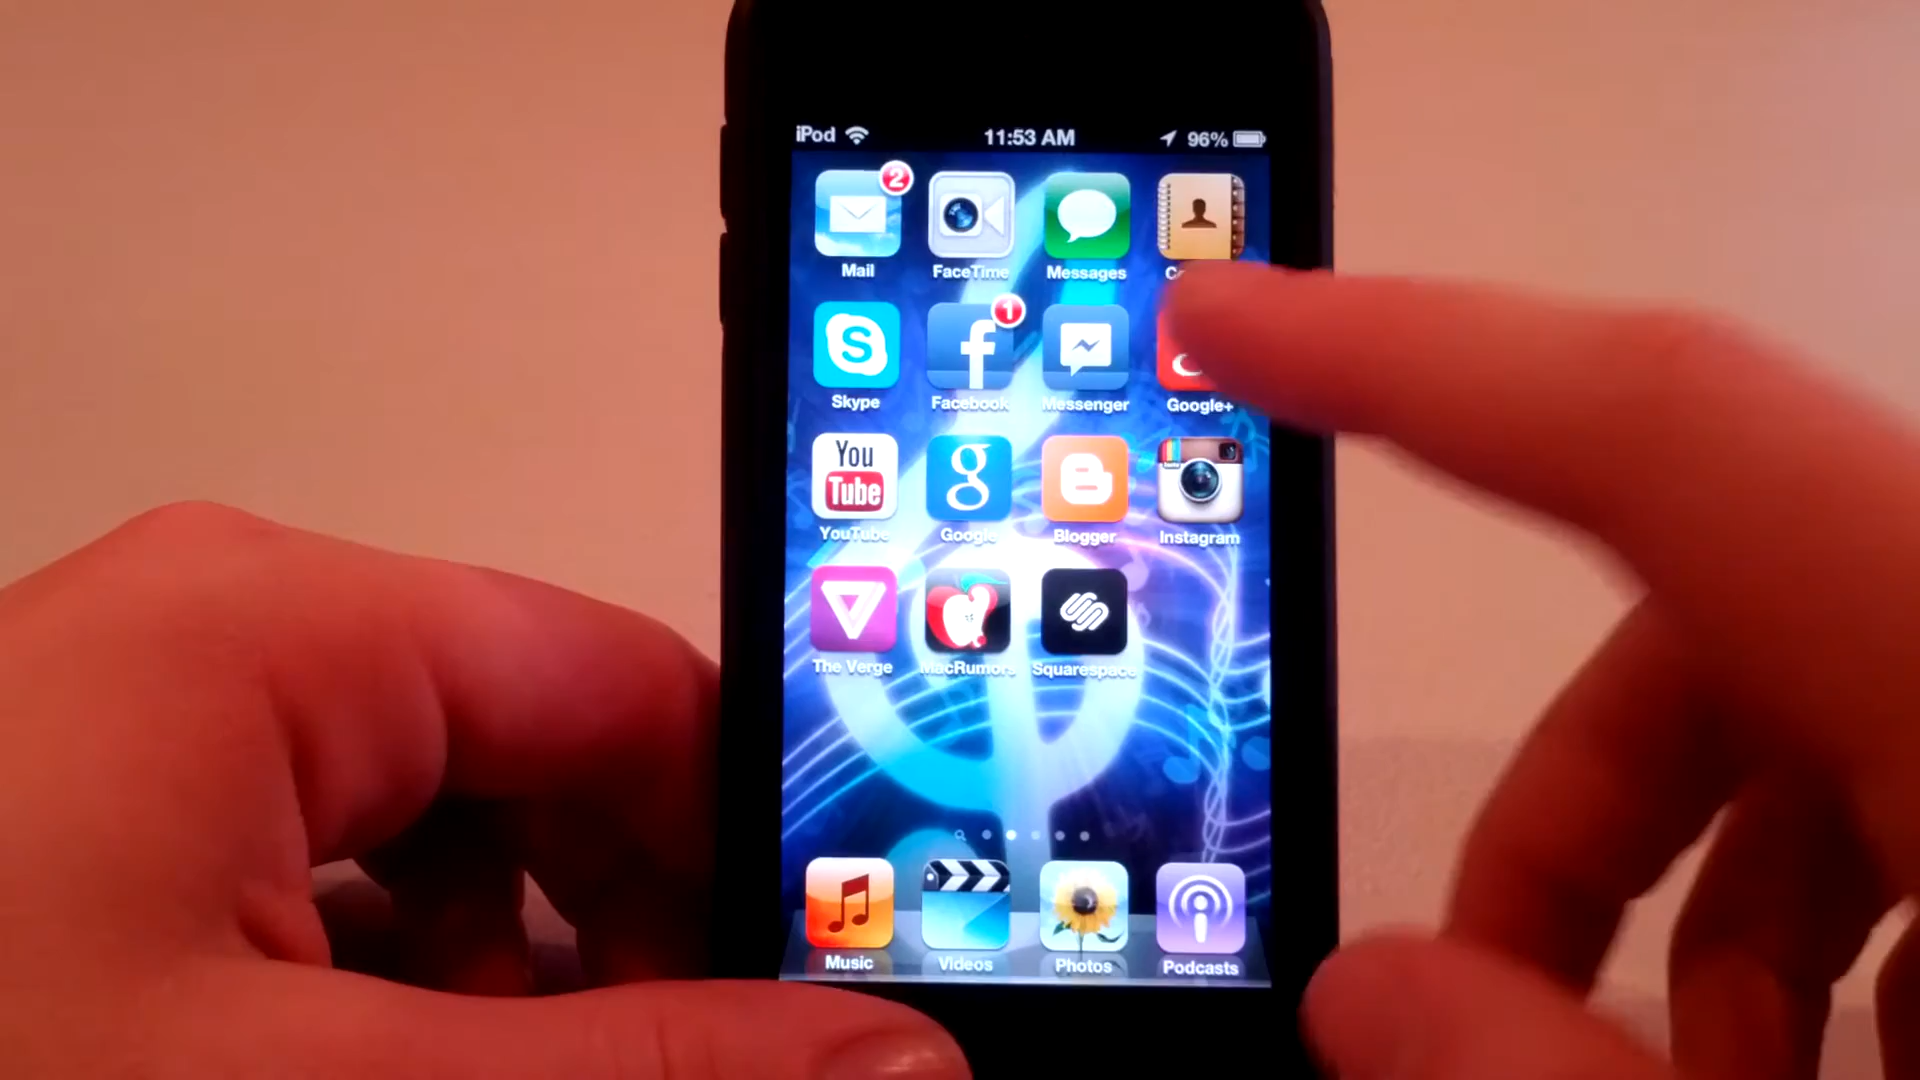 iPod 11:53 AM 96%
2
Mail FaceTime Messages
1
Skype Facebook Messenger Google+
You
Tube
g
YouTube Google Blogger Instagram
The Verge MacRumors Squarespace
Music Videos Photos Podcasts